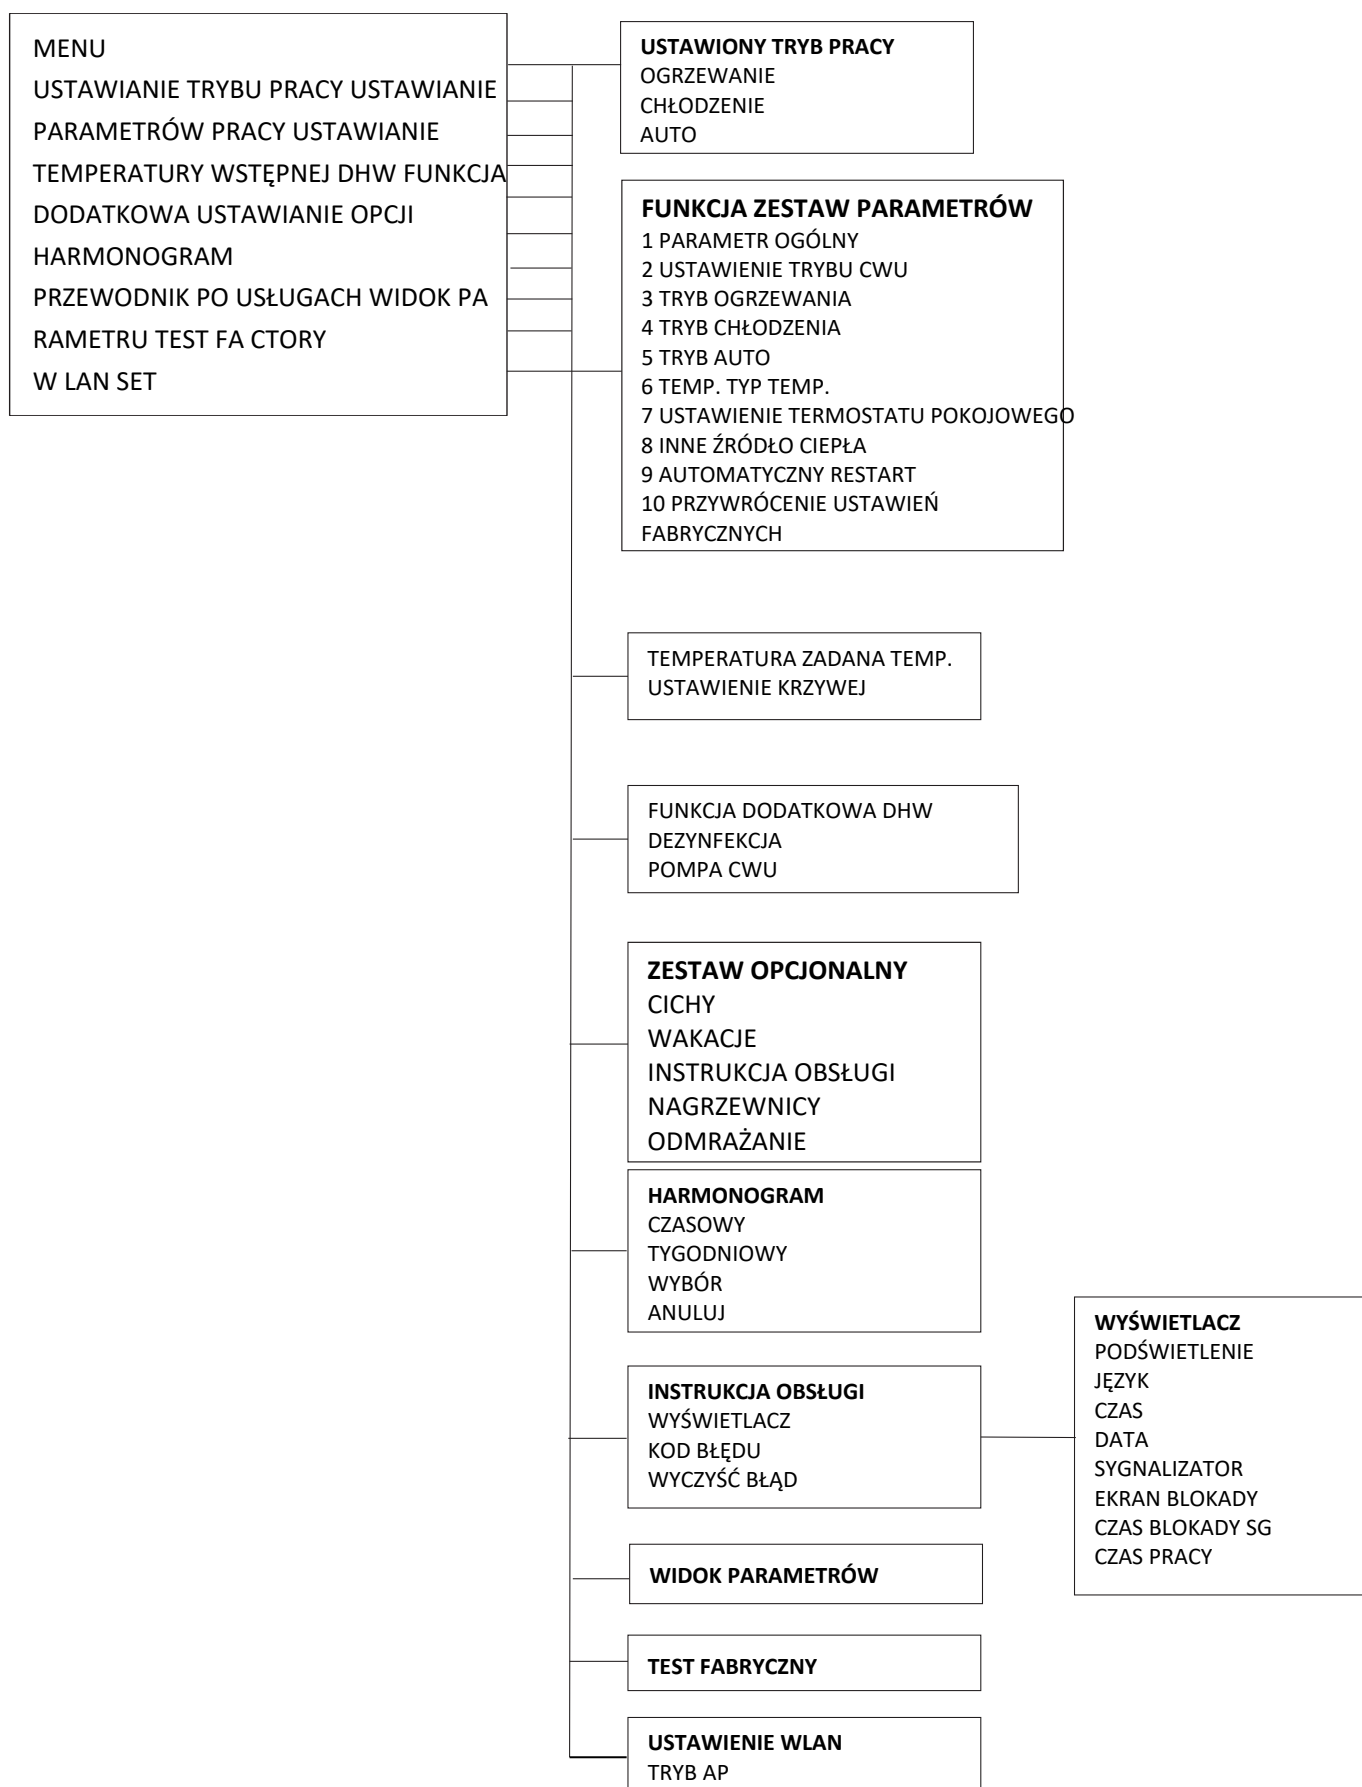 MENU
USTAWIANIE TRYBU PRACY USTAWIANIE
PARAMETRÓW PRACY USTAWIANIE
TEMPERATURY WSTĘPNEJ DHW FUNKCJA
DODATKOWA USTAWIANIE OPCJI
HARMONOGRAM
PRZEWODNIK PO USŁUGACH WIDOK PA
RAMETRU TEST FA CTORY
W LAN SET
USTAWIONY TRYB PRACY
OGRZEWANIE
CHŁODZENIE
AUTO
FUNKCJA ZESTAW PARAMETRÓW
1 PARAMETR OGÓLNY
2 USTAWIENIE TRYBU CWU
3 TRYB OGRZEWANIA
4 TRYB CHŁODZENIA
5 TRYB AUTO
6 TEMP. TYP TEMP.
7 USTAWIENIE TERMOSTATU POKOJOWEGO
8 INNE ŹRÓDŁO CIEPŁA
9 AUTOMATYCZNY RESTART
10 PRZYWRÓCENIE USTAWIEŃ
FABRYCZNYCH
TEMPERATURA ZADANA TEMP.
USTAWIENIE KRZYWEJ
FUNKCJA DODATKOWA DHW
DEZYNFEKCJA
POMPA CWU
ZESTAW OPCJONALNY
CICHY
WAKACJE
INSTRUKCJA OBSŁUGI
NAGRZEWNICY
ODMRAŻANIE
HARMONOGRAM
CZASOWY
TYGODNIOWY
WYBÓR
ANULUJ
INSTRUKCJA OBSŁUGI
WYŚWIETLACZ
KOD BŁĘDU
WYCZYŚĆ BŁĄD
WYŚWIETLACZ
PODŚWIETLENIE
JĘZYK
CZAS
DATA
SYGNALIZATOR
EKRAN BLOKADY
CZAS BLOKADY SG
CZAS PRACY
WIDOK PARAMETRÓW
TEST FABRYCZNY
USTAWIENIE WLAN
TRYB AP